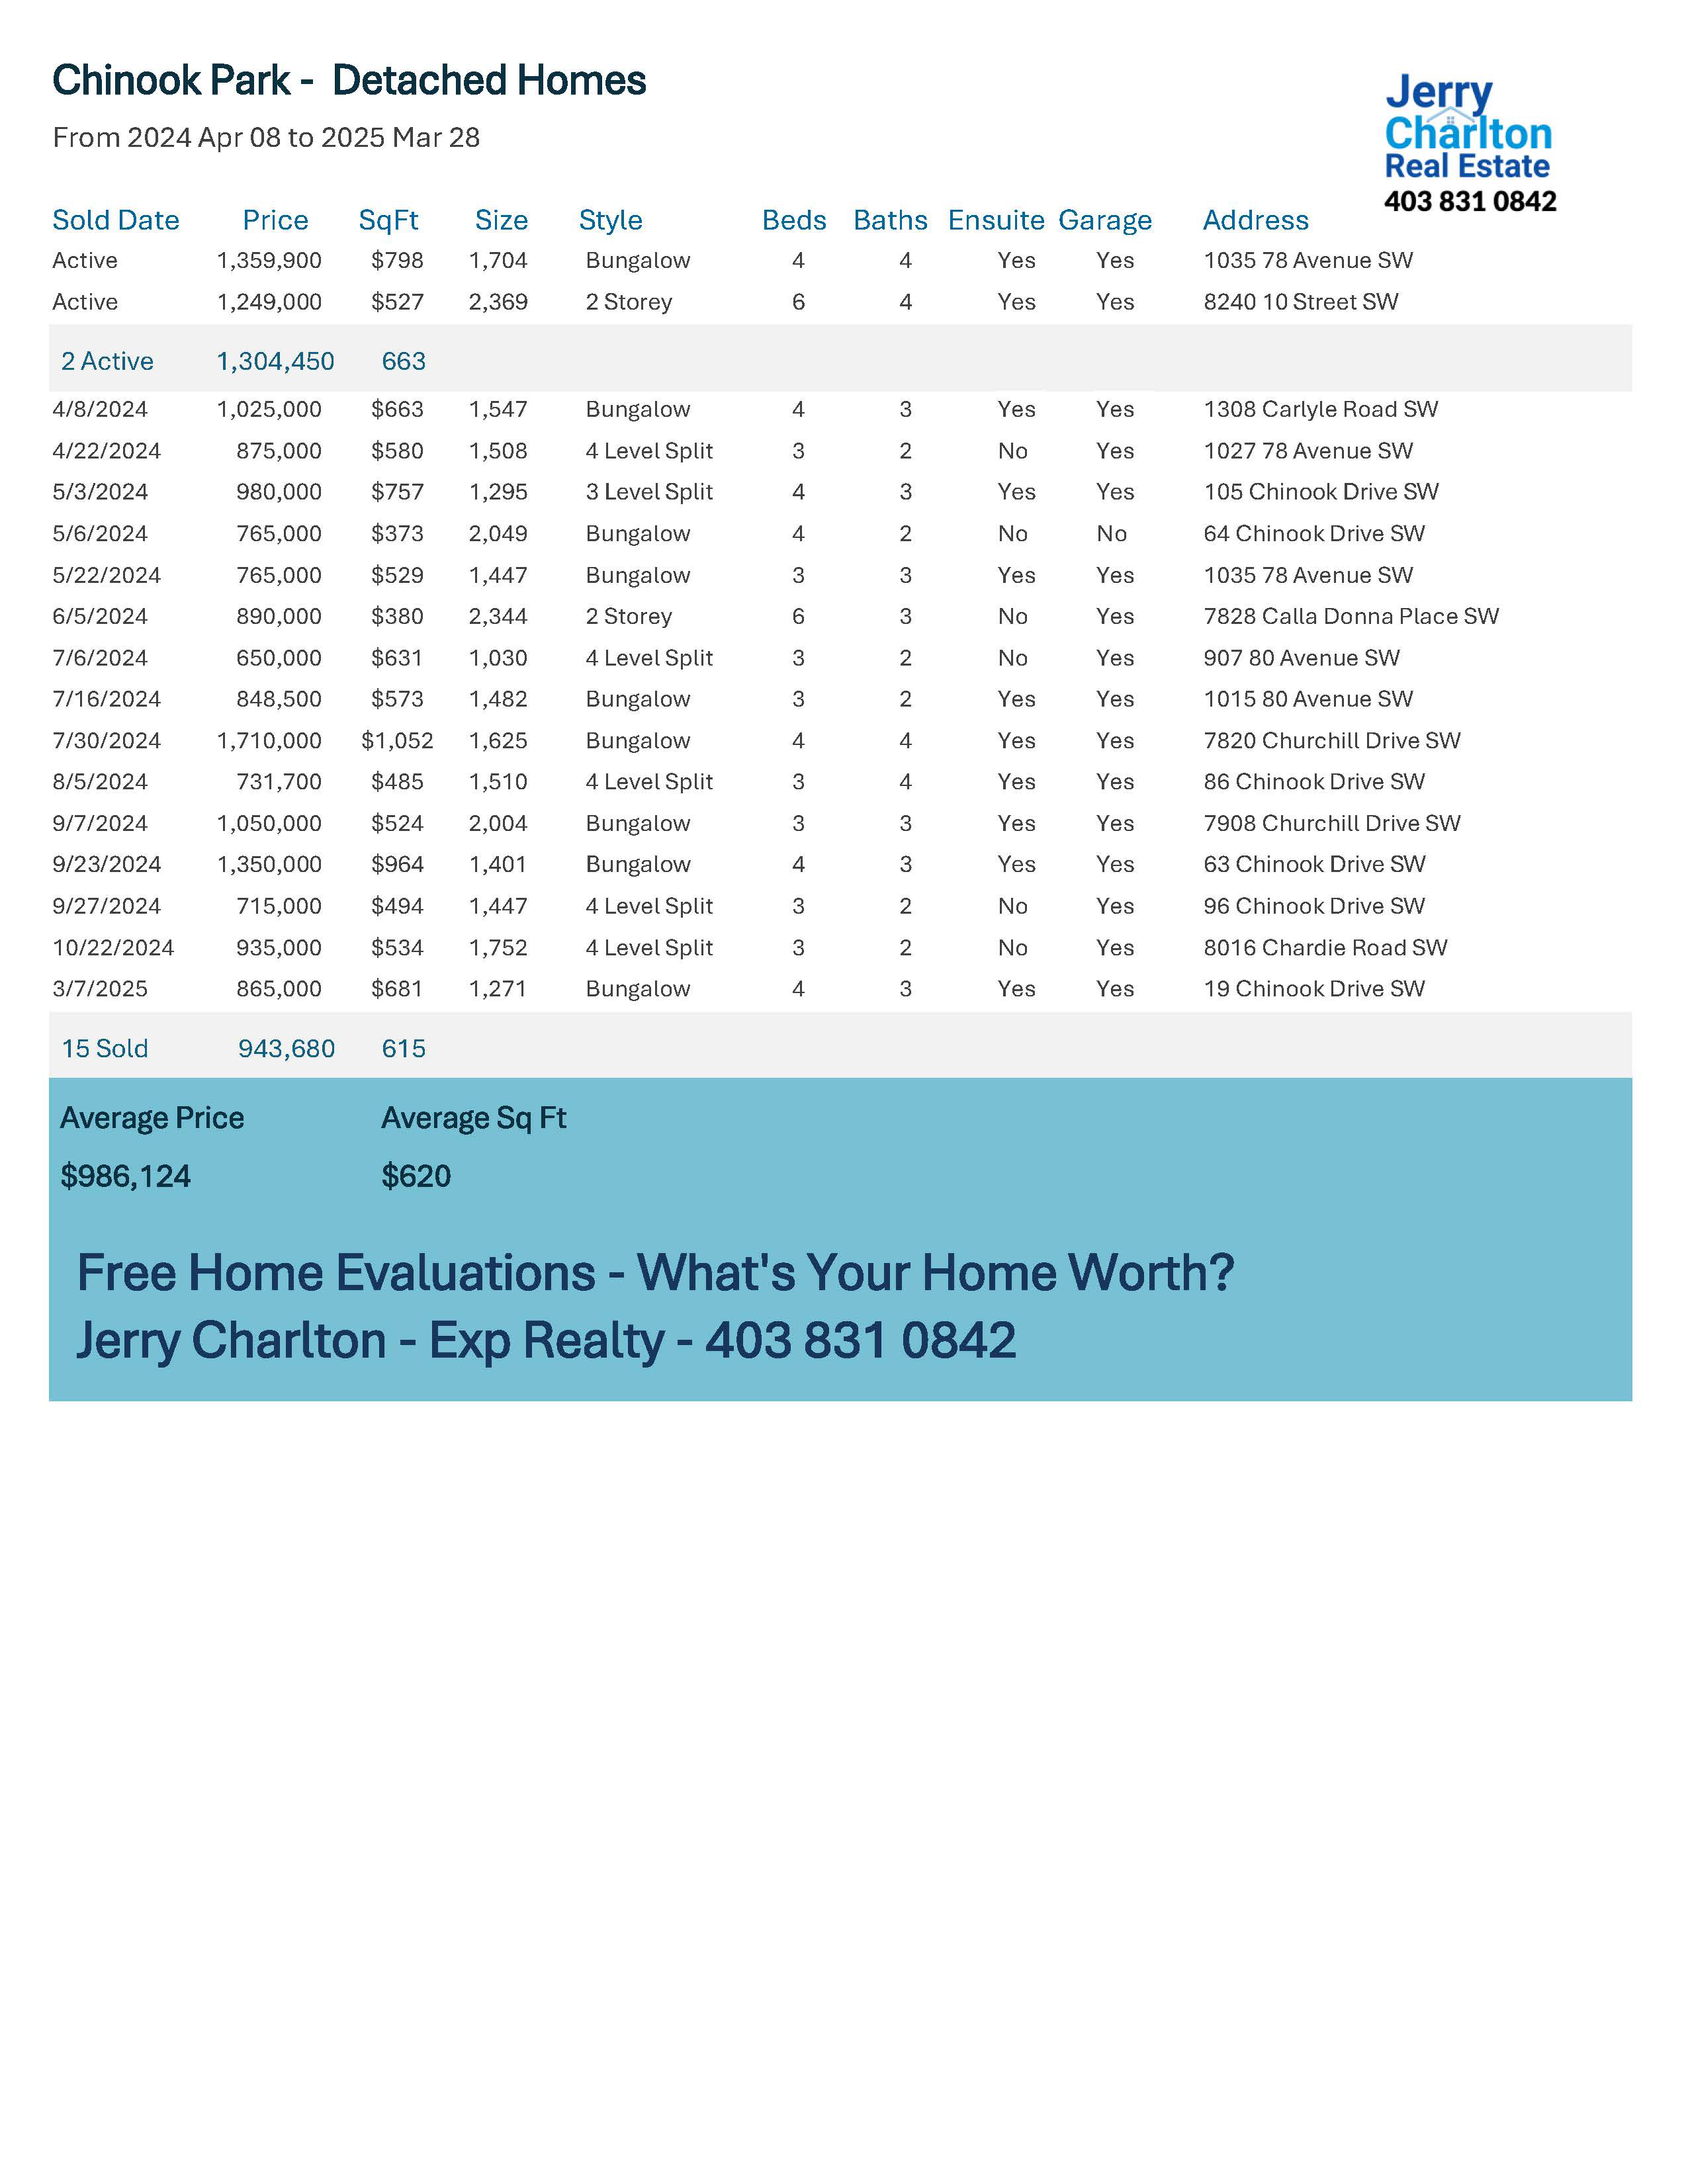 Chinook Park - Detached Homes
From 2024 Apr 08 to 2025 Mar 28
Jerry
Charlton
Real Estate
403 831 0842
Sold Date Price SqFt Size Style Beds Baths Ensuite Garage Address
Active 1,359,900 $798 1,704 Bungalow 4 4 Yes Yes 1035 78 Avenue SW
Active 1,249,000 $527 2,369 2 Storey 6 4 Yes Yes 8240 10 Street SW
2 Active 1,304,450 663
4/8/2024 1,025,000 $663 1,547 Bungalow 4 3 Yes Yes 1308 Carlyle Road SW
4/22/2024 875,000 $580 1,508 4 Level Split 3 2 No Yes 1027 78 Avenue SW
5/3/2024 980,000 $757 1,295 3 Level Split 4 3 Yes Yes 105 Chinook Drive SW
5/6/2024 765,000 $373 2,049 Bungalow 4 2 No No 64 Chinook Drive SW
5/22/2024 765,000 $529 1,447 Bungalow 3 3 Yes Yes 1035 78 Avenue SW
6/5/2024 890,000 $380 2,344 2 Storey 6 3 No Yes 7828 Calla Donna Place SW
7/6/2024 650,000 $631 1,030 4 Level Split 3 2 No Yes 907 80 Avenue SW
7/16/2024 848,500 $573 1,482 Bungalow 3 2 Yes Yes 1015 80 Avenue SW
7/30/2024 1,710,000 $1,052 1,625 Bungalow 4 4 Yes Yes 7820 Churchill Drive SW
8/5/2024 731,700 $485 1,510 4 Level Split 3 4 Yes Yes 86 Chinook Drive SW
9/7/2024 1,050,000 $524 2,004 Bungalow 3 3 Yes Yes 7908 Churchill Drive SW
9/23/2024 1,350,000 $964 1,401 Bungalow 4 3 Yes Yes 63 Chinook Drive SW
9/27/2024 715,000 $494 1,447 4 Level Split 3 2 No Yes 96 Chinook Drive SW
10/22/2024 935,000 $534 1,752 4 Level Split 3 2 No Yes 8016 Chardie Road SW
3/7/2025 865,000 $681 1,271 Bungalow 4 3 Yes Yes 19 Chinook Drive SW
15 Sold 943,680 615
Average Price Average Sq Ft
$986,124 $620
Free Home Evaluations - What's Your Home Worth?
Jerry Charlton - Exp Realty - 403 831 0842